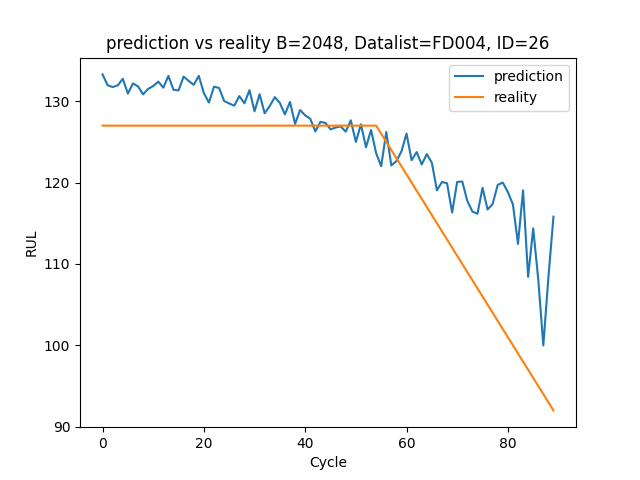 prediction vs reality B=2048, Datalist=FD004, ID=26
prediction
reality
130
120
110
100
90
RUL
0 20 40 60 80
Cycle